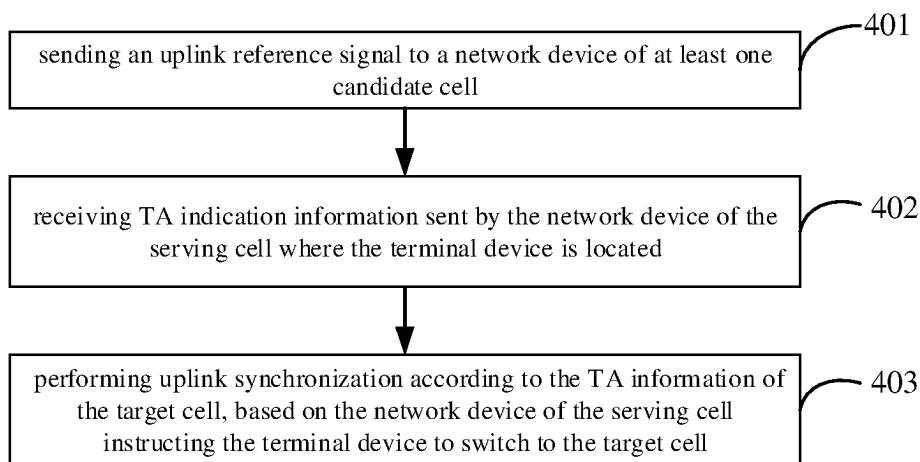 401
sending an uplink reference signal to a network device of at least one
candidate cell
402
receiving TA indication information sent by the network device of the
serving cell where the terminal device is located
403
performing uplink synchronization according to the TA information of
the target cell, based on the network device of the serving cell
instructing the terminal device to switch to the target cell